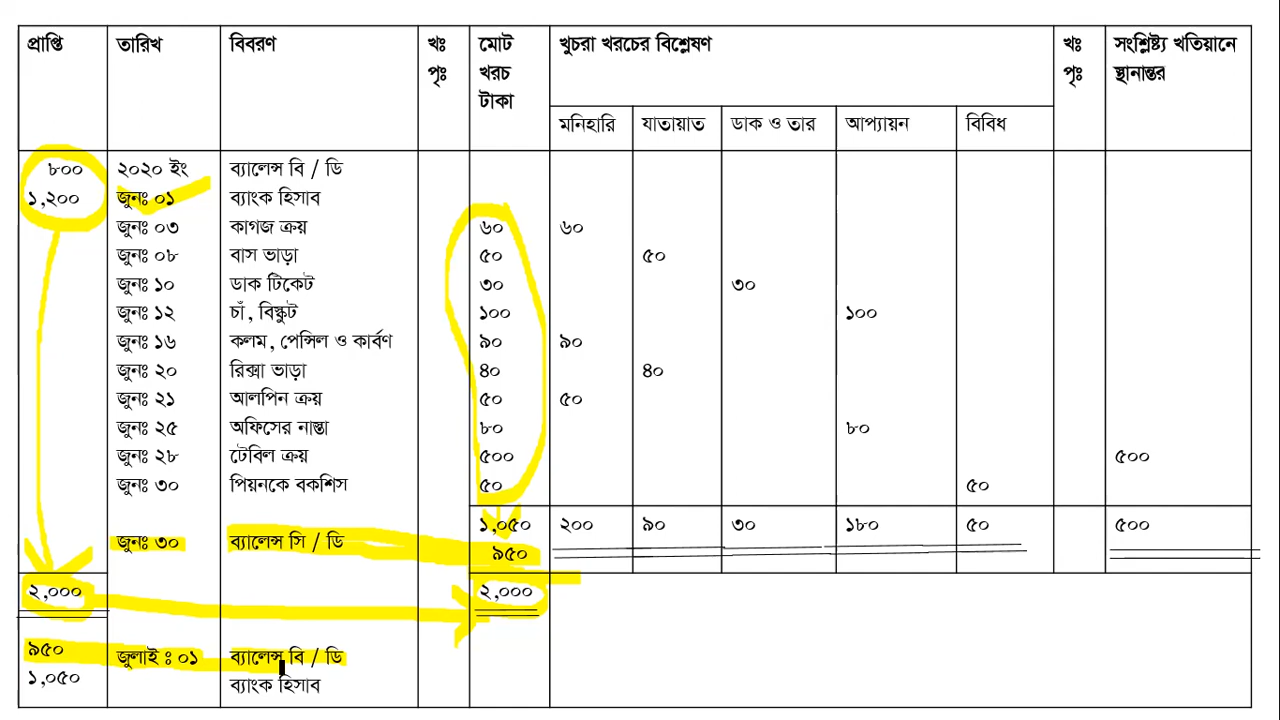 প্রাপ্তি তারিখ বিবরণ খঃ পৃঃ মোট খরচ টাকা খুচরা খরচের বিশ্লেষণ খঃ পৃঃ সংশ্লিষ্ট্য খতিয়ানে স্থানান্তর
মনিহারি যাতায়াত ডাক ও তার আপ্যায়ন বিবিধ
৮০০ ২০২০ ইং ব্যালেন্স বি / ডি
১,২০০ জুনঃ ০১ ব্যাংক হিসাব
জুনঃ ০৩ কাগজ ক্রয় ৬০ ৬০
জুনঃ ০৮ বাস ভাড়া ৫০ ৫০
জুনঃ ১০ ডাক টিকেট ৩০ ৩০
জুনঃ ১২ চাঁ, বিস্কুট ১০০ ১০০
জুনঃ ১৬ কলম, পেন্সিল ও কার্বণ ৯০ ৯০
জুনঃ ২০ রিক্সা ভাড়া ৪০ ৪০
জুনঃ ২১ আলপিন ক্রয় ৫০ ৫০
জুনঃ ২৫ অফিসের নাস্তা ৮০ ৮০
জুনঃ ২৮ টেবিল ক্রয় ৫০০ ৫০০
জুনঃ ৩০ পিয়নকে বকশিস ৫০ ৫০
১,০৫০ ২০০ ৯০ ৩০ ১৮০ ৫০ ৫০০
জুনঃ ৩০ ব্যালেন্স সি / ডি ৯৫০
২,০০০ ২,০০০
৯৫০ জুলাই ঃ ০১ ব্যালেন্স বি / ডি
১,০৫০ ব্যাংক হিসাব